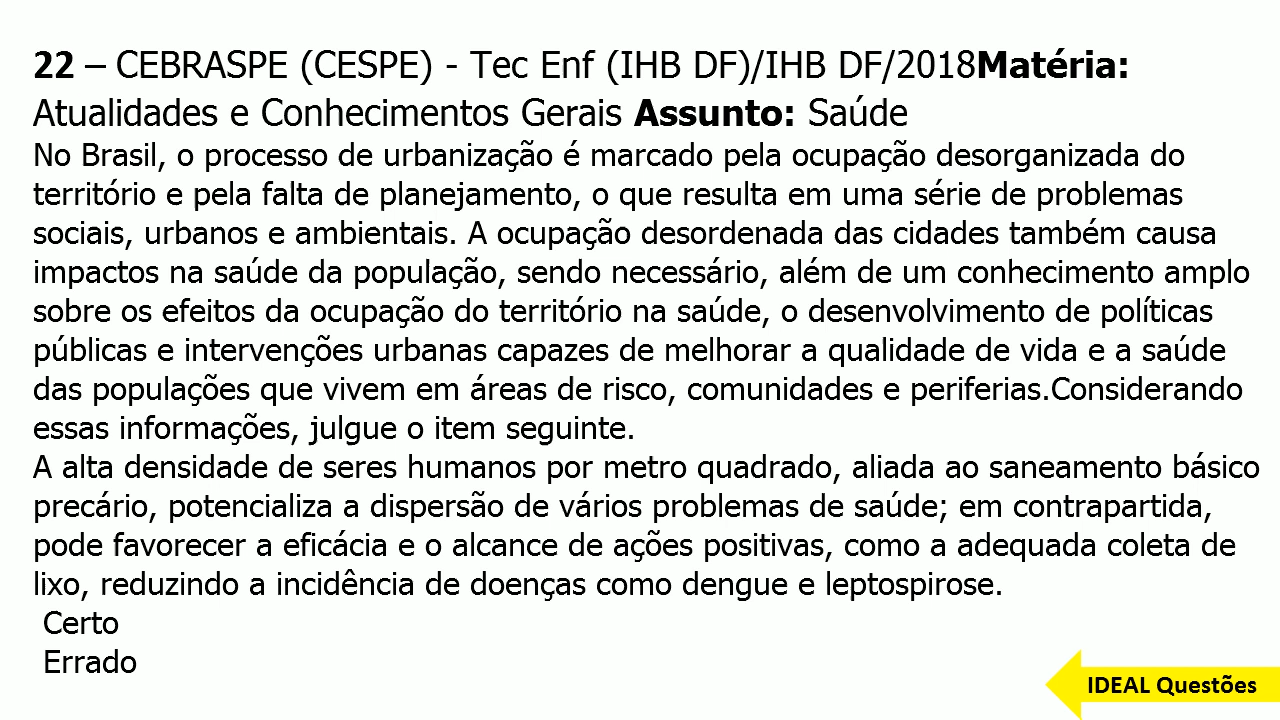 22 – CEBRASPE (CESPE) - Tec Enf (IHB DF)/IHB DF/2018Matéria:
Atualidades e Conhecimentos Gerais Assunto: Saúde
No Brasil, o processo de urbanização é marcado pela ocupação desorganizada do
território e pela falta de planejamento, o que resulta em uma série de problemas
sociais, urbanos e ambientais. A ocupação desordenada das cidades também causa
impactos na saúde da população, sendo necessário, além de um conhecimento amplo
sobre os efeitos da ocupação do território na saúde, o desenvolvimento de políticas
públicas e intervenções urbanas capazes de melhorar a qualidade de vida e a saúde
das populações que vivem em áreas de risco, comunidades e periferias.Considerando
essas informações, julgue o item seguinte.
A alta densidade de seres humanos por metro quadrado, aliada ao saneamento básico
precário, potencializa a dispersão de vários problemas de saúde; em contrapartida,
pode favorecer a eficácia e o alcance de ações positivas, como a adequada coleta de
lixo, reduzindo a incidência de doenças como dengue e leptospirose.
Certo
Errado
IDEAL Questões